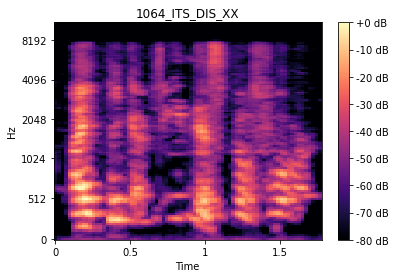 1064_ITS_DIS_XX
Hz
8192
4096
2048
1024
512
0
0
0.5
1
1.5
Time
+0 dB
-10 dB
-20 dB
-30 dB
-40 dB
-50 dB
-60 dB
-70 dB
-80 dB